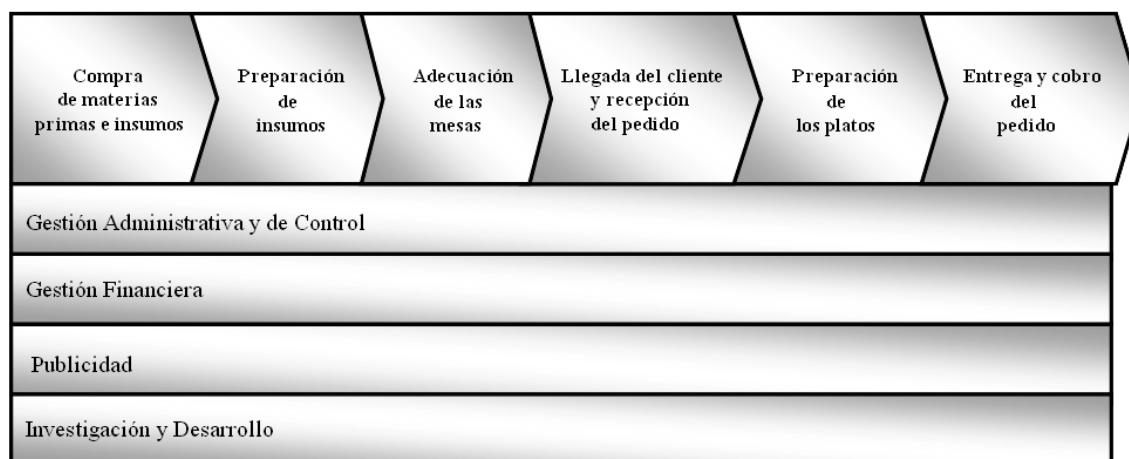 Compra
de materias
primas e insumos
Preparación
de
insumos
Adecuación
de las
mesas
Llegada del cliente
y recepción
del pedido
Preparación
de
los platos
Entrega y cobro
del
pedido
Gestión Administrativa y de Control
Gestión Financiera
Publicidad
Investigación y Desarrollo